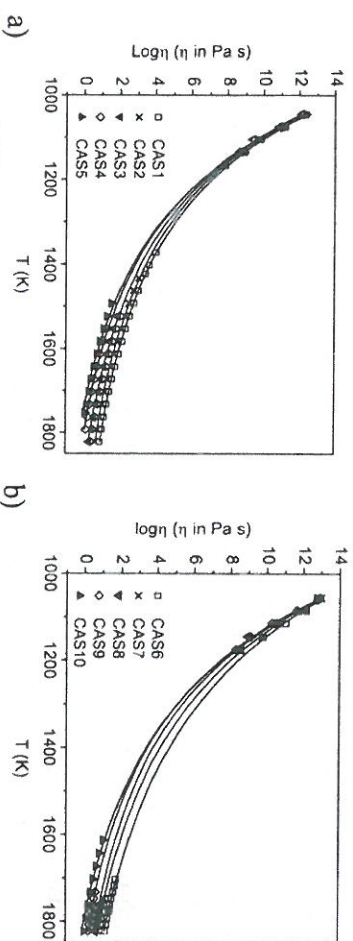 Logη (η in Pa s)
14
12
10
8
6
4
2
0
CAS1
CAS2
CAS3
CAS4
CAS5
1000 1200 1400 1600 1800
T (K)
a)
logη (η in Pa s)
14
12
10
8
6
4
2
0
CAS6
CAS7
CAS8
CAS9
CAS10
1000 1200 1400 1600 1800
T (K)
b)